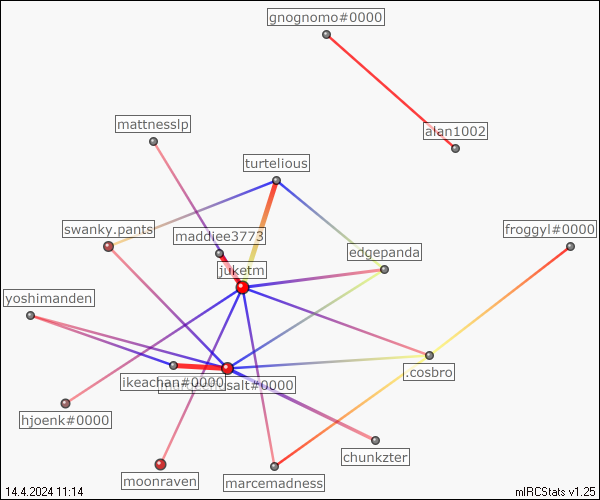 gnognomo#0000
mattnesslp
alan1002
turtelious
swanky.pants
maddiee3773
froggyl#0000
edgepanda
juketm
yoshimanden
.cosbro
ikeachan#0000
salt#0000
hjoenk#0000
chunkzter
moonraven
marcemadness
14.4.2024 11:14
mIRCStats v1.25